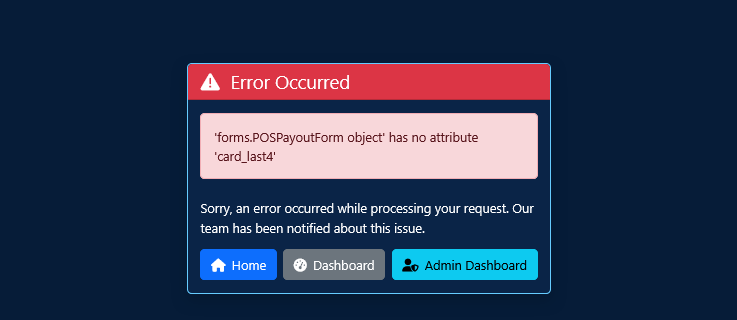 Error Occurred
'forms.POSPayoutForm object' has no attribute
'card_last4'
Sorry, an error occurred while processing your request. Our
team has been notified about this issue.
Home
Dashboard
Admin Dashboard